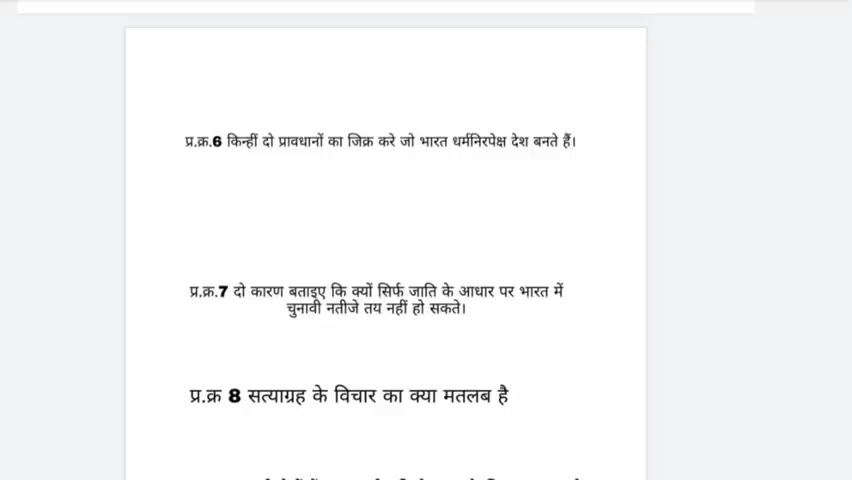 प्र.क्र.6 किन्हीं दो प्रावधानों का जिक्र करे जो भारत धर्मनिरपेक्ष देश बनते हैं।
प्र.क्र.7 दो कारण बताइए कि क्यों सिर्फ जाति के आधार पर भारत में
चुनावी नतीजे तय नहीं हो सकते।
प्र.क्र 8 सत्याग्रह के विचार का क्या मतलब है